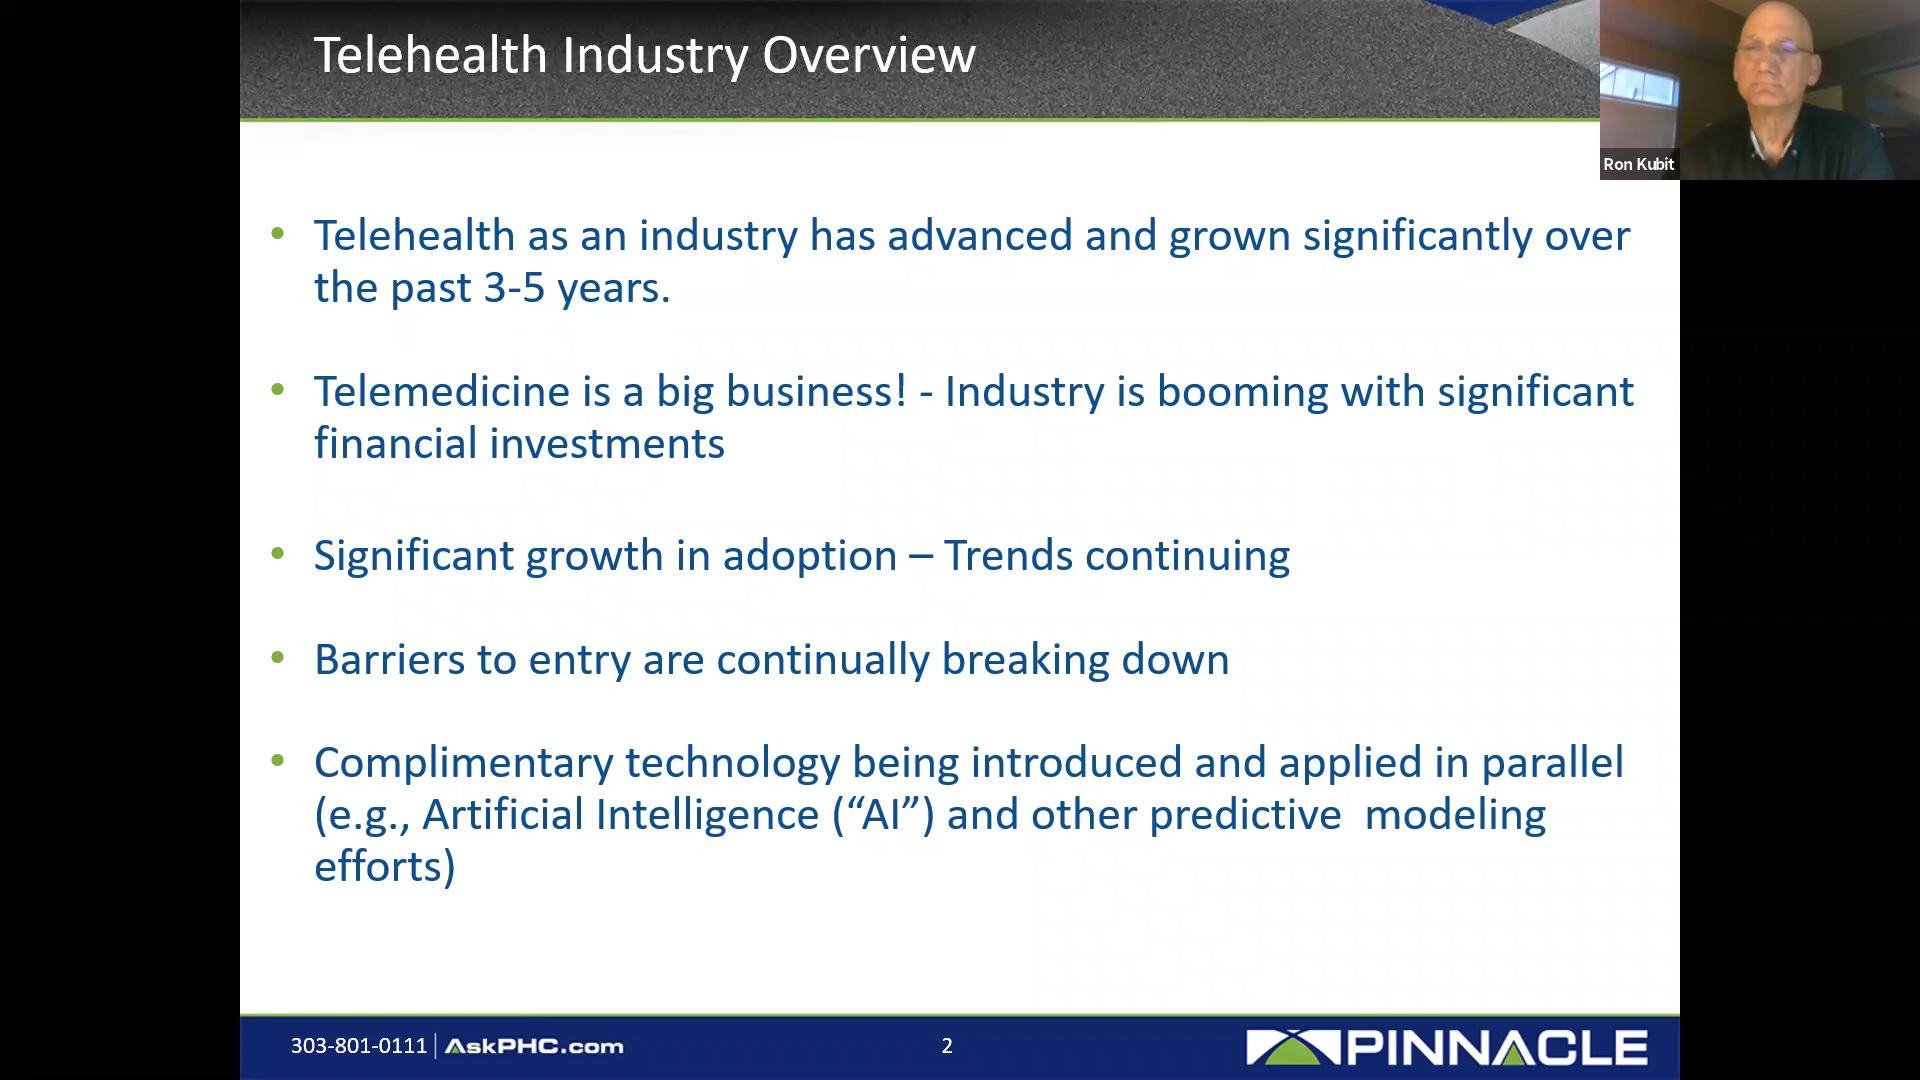 Telehealth Industry Overview
Ron Kubit
• Telehealth as an industry has advanced and grown significantly over
the past 3-5 years.
• Telemedicine is a big business! - Industry is booming with significant
financial investments
• Significant growth in adoption – Trends continuing
• Barriers to entry are continually breaking down
• Complimentary technology being introduced and applied in parallel
(e.g., Artificial Intelligence (“AI”) and other predictive  modeling
efforts)
303-801-0111 | AskPHC.com
2
PINNACLE